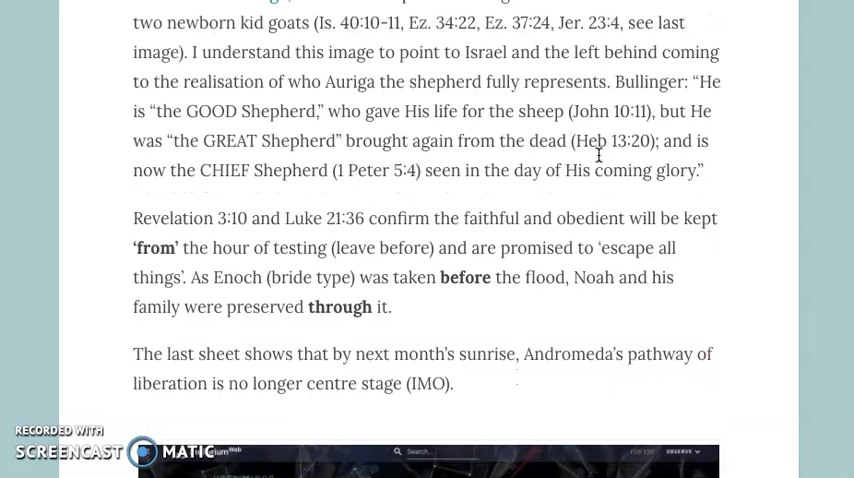 two newborn kid goats (Is. 40:10-11, Ez. 34:22, Ez. 37:24, Jer. 23:4, see last
image). I understand this image to point to Israel and the left behind coming
to the realisation of who Auriga the shepherd fully represents. Bullinger: “He
is “the GOOD Shepherd,” who gave His life for the sheep (John 10:11), but He
was “the GREAT Shepherd” brought again from the dead (Heb 13:20); and is
now the CHIEF Shepherd (1 Peter 5:4) seen in the day of His coming glory.”
Revelation 3:10 and Luke 21:36 confirm the faithful and obedient will be kept
‘from’ the hour of testing (leave before) and are promised to ‘escape all
things’. As Enoch (bride type) was taken before the flood, Noah and his
family were preserved through it.
The last sheet shows that by next month’s sunrise, Andromeda’s pathway of
liberation is no longer centre stage (IMO).
RECORDED WITH
SCREENCAST MATIC
Search...
FOV 120°
OBSERVE